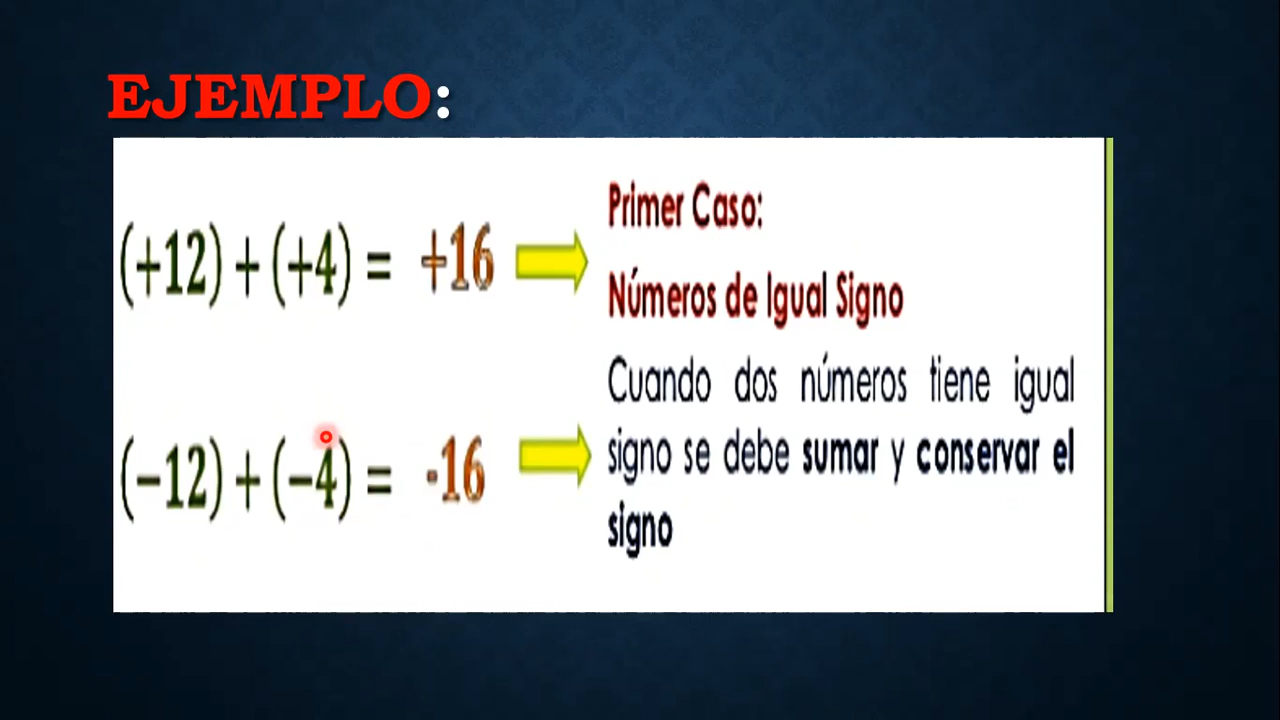 EJEMPLO:
(+12) + (+4) = +16
Primer Caso:
Números de Igual Signo
Cuando dos números tiene igual
signo se debe sumar y conservar el
signo
(−12) + (−4) = -16